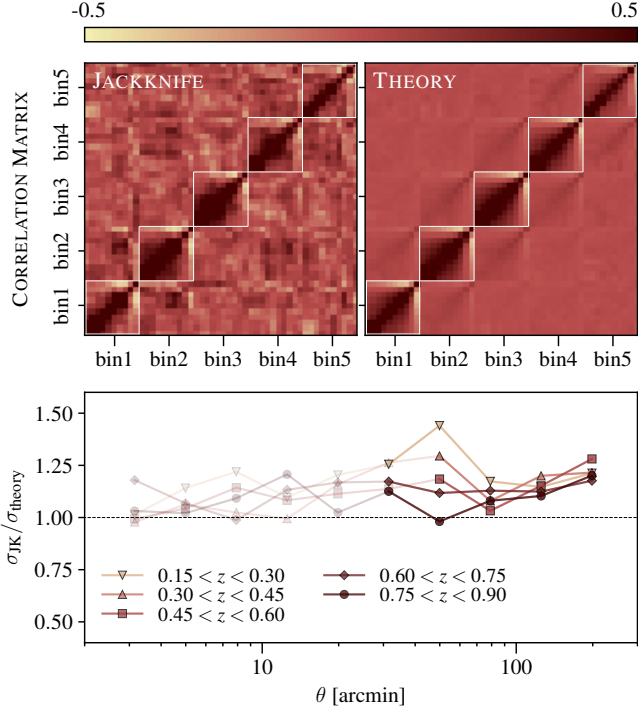 -0.5 0.5
JACKKNIFE THEORY
CORRELATION MATRIX
bin5
bin4
bin3
bin2
bin1
bin1 bin2 bin3 bin4 bin5 bin1 bin2 bin3 bin4 bin5
σJK/σtheory
1.50
1.25
1.00
0.75
0.50
0.15 < z < 0.30 0.60 < z < 0.75
0.30 < z < 0.45 0.75 < z < 0.90
0.45 < z < 0.60
10 100
θ [arcmin]